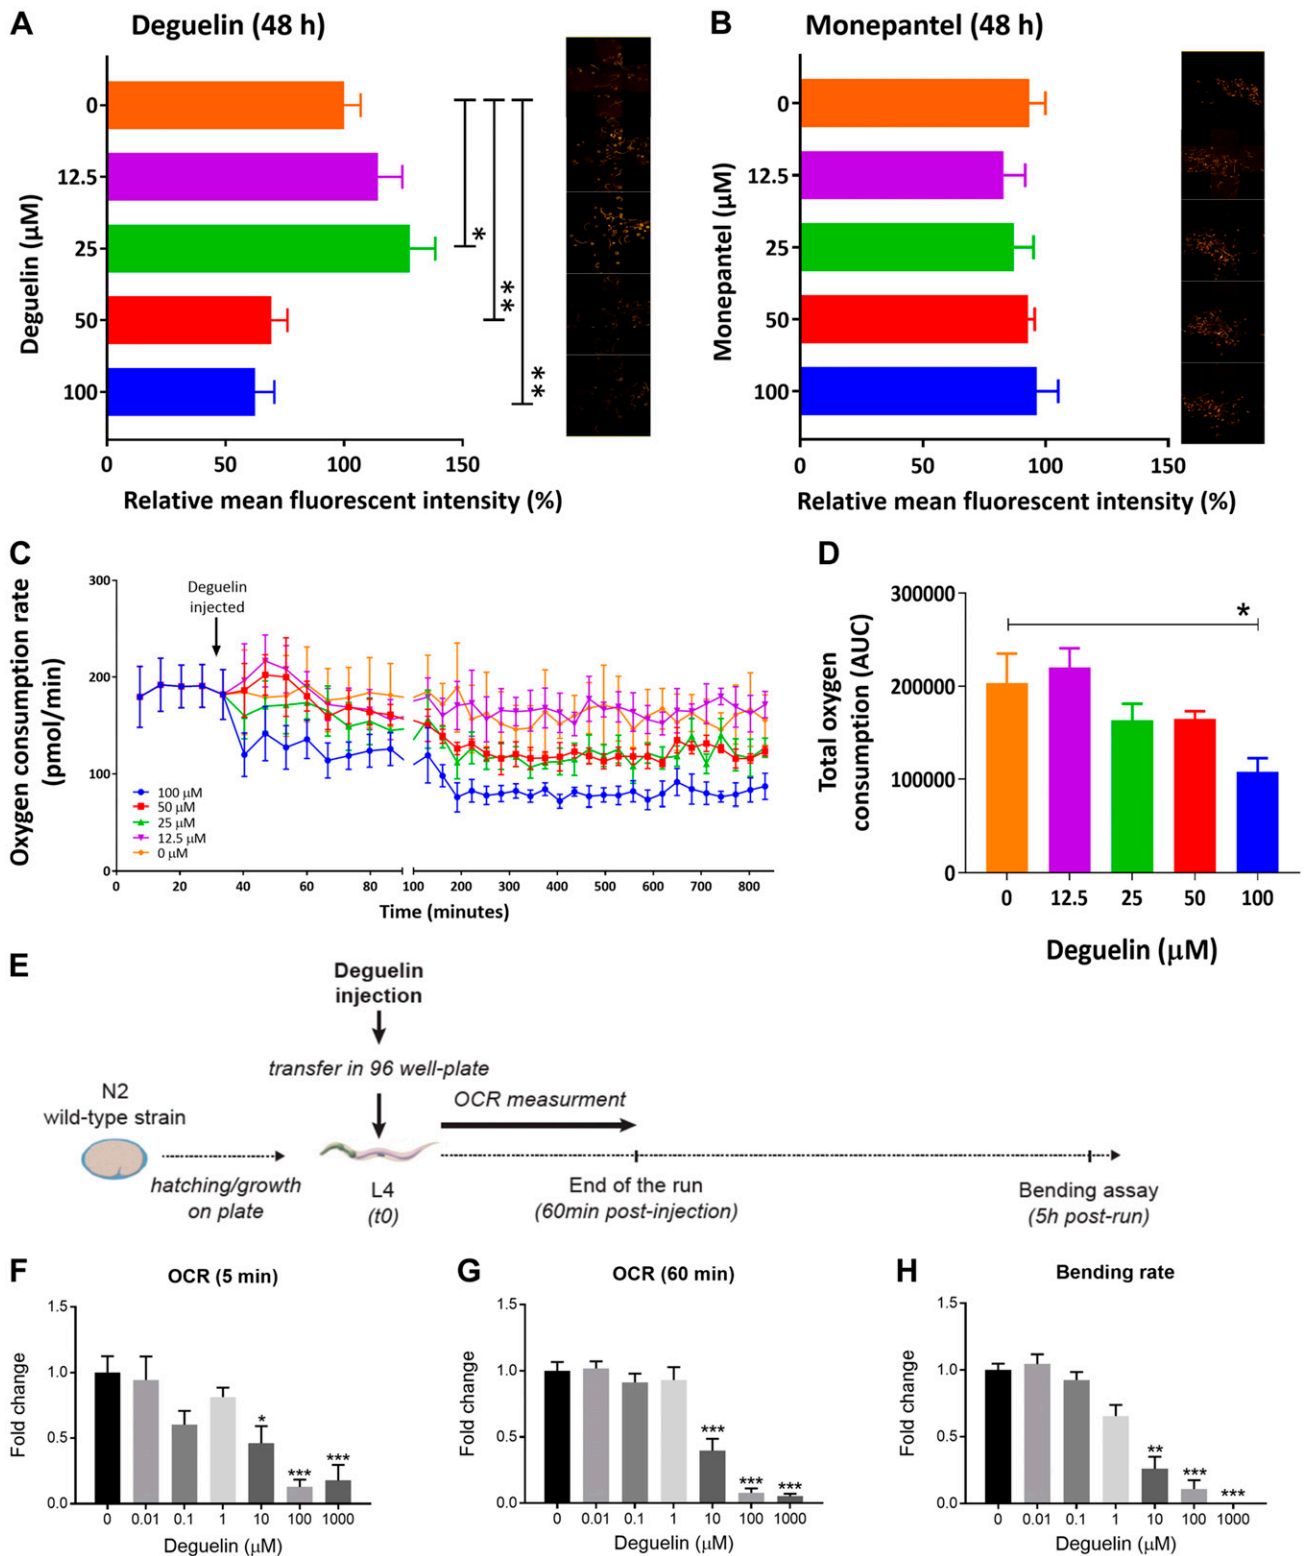 A
Deguelin (48 h)
Deguelin (µM)
0
12.5
25
50
100
*
**
**
0
50
100
150
Relative mean fluorescent intensity (%)
B
Monepantel (48 h)
Monepantel (µM)
0
12.5
25
50
100
0
50
100
150
Relative mean fluorescent intensity (%)
C
Oxygen consumption rate
(pmol/min)
300
200
100
0
Deguelin
injected
100 µM
50 µM
25 µM
12.5 µM
0 µM
0
20
40
60
80
100
200
300
400
500
600
700
800
Time (minutes)
D
Total oxygen
consumption (AUC)
300000
200000
100000
0
*
0
12.5
25
50
100
Deguelin (µM)
E
Deguelin
injection
transfer in 96 well-plate
N2
wild-type strain
OCR measurment
hatching/growth
on plate
L4
(t0)
End of the run
(60min post-injection)
Bending assay
(5h post-run)
F
OCR (5 min)
Fold change
1.5
1.0
0.5
0.0
*
***
***
0
0.01
0.1
1
10
100
1000
Deguelin (µM)
G
OCR (60 min)
Fold change
1.5
1.0
0.5
0.0
***
***
***
0
0.01
0.1
1
10
100
1000
Deguelin (µM)
H
Bending rate
Fold change
1.5
1.0
0.5
0.0
**
***
***
0
0.01
0.1
1
10
100
1000
Deguelin (µM)